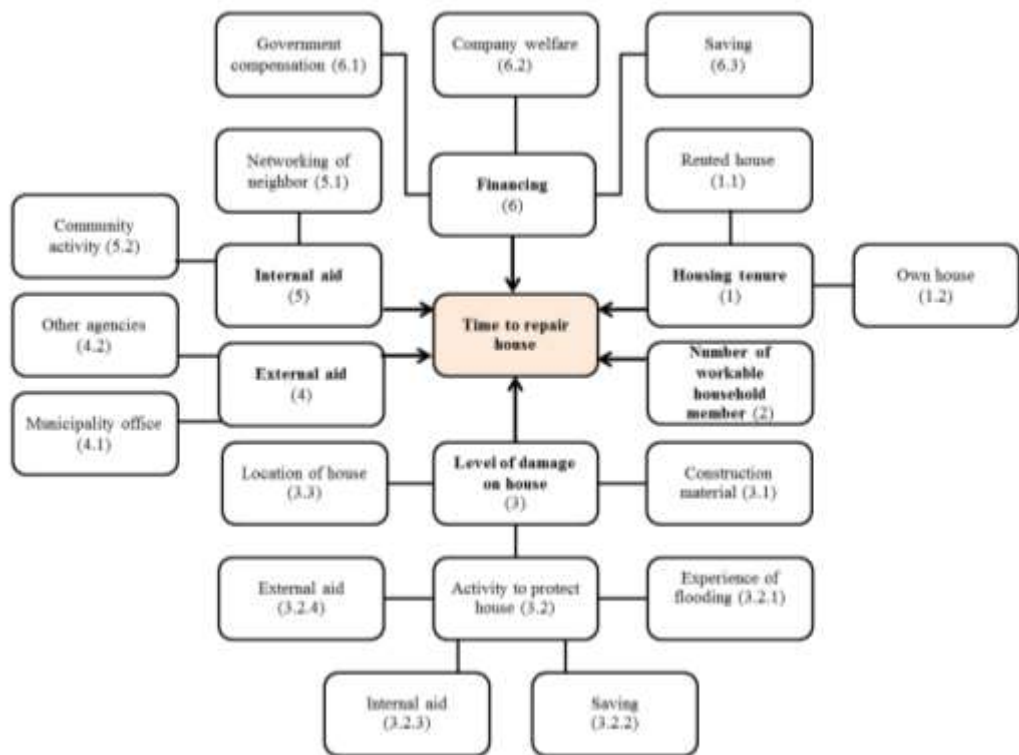 Government
compensation (6.1)
Company welfare
(6.2)
Saving
(6.3)
Networking of
neighbor (5.1)
Financing
(6)
Rented house
(1.1)
Community
activity (5.2)
Internal aid
(5)
Housing tenure
(1)
Own house
(1.2)
Other agencies
(4.2)
Time to repair
house
External aid
(4)
Number of
workable
household
member (2)
Municipality office
(4.1)
Location of house
(3.3)
Level of damage
on house
(3)
Construction
material (3.1)
External aid
(3.2.4)
Activity to protect
house (3.2)
Experience of
flooding (3.2.1)
Internal aid
(3.2.3)
Saving
(3.2.2)